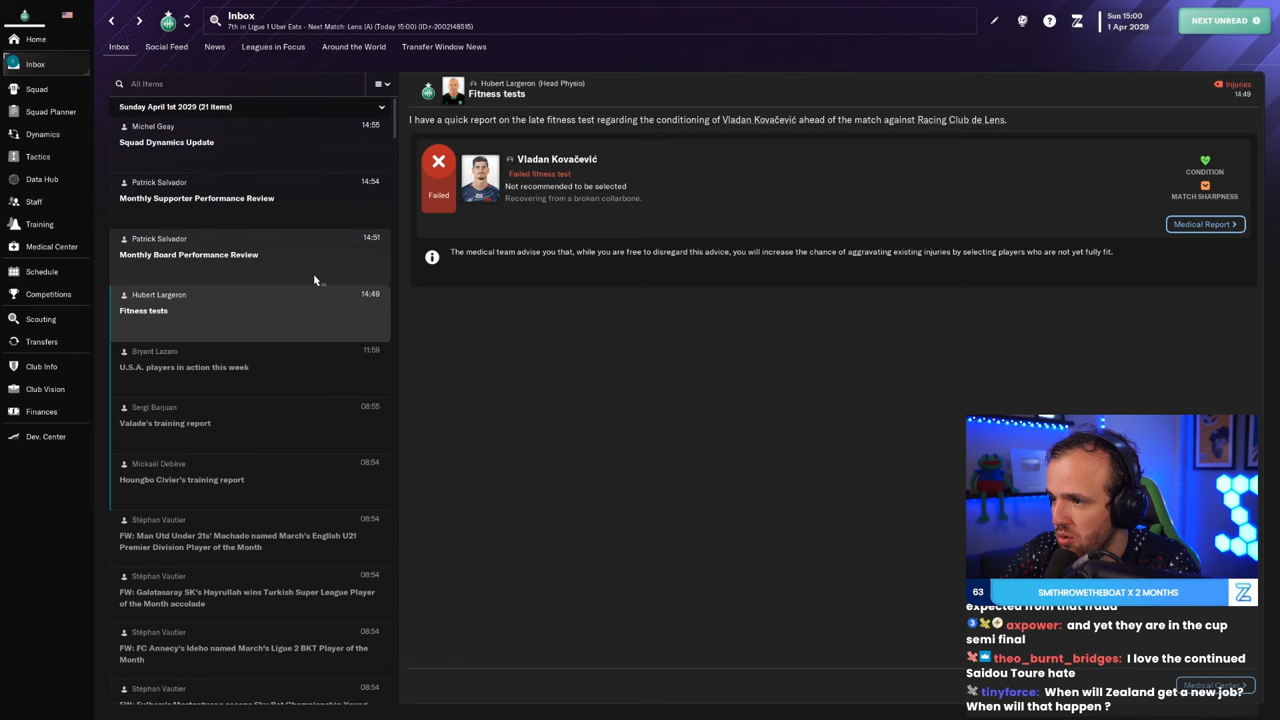 Home
Inbox
Squad
Squad Planner
Dynamics
Tactics
Data Hub
Staff
Training
Medical Center
Schedule
Competitions
Scouting
Transfers
Club Info
Club Vision
Finances
Dev. Center
Inbox
7th in Ligue 1 Uber Eats - Next Match: Lens (A) (Today 15:00) (ID:r-2002148515)
Sun 15:00
1 Apr 2029
NEXT UNREAD
Inbox
Social Feed
News
Leagues in Focus
Around the World
Transfer Window News
All Items
Sunday April 1st 2029 (21 items)
Michel Geay 14:55
Squad Dynamics Update
Patrick Salvador 14:54
Monthly Supporter Performance Review
Patrick Salvador 14:51
Monthly Board Performance Review
Hubert Largeron 14:49
Fitness tests
Bryant Lazaro 11:59
U.S.A. players in action this week
Sergi Barjuan 08:55
Valade's training report
Mickaël Debève 08:54
Houngbo Civier's training report
Stéphan Vautier 08:54
FW: Man Utd Under 21s' Machado named March's English U21
Premier Division Player of the Month
Stéphan Vautier 08:54
FW: Galatasaray SK's Hayrullah wins Turkish Super League Player
of the Month accolade
Stéphan Vautier 08:54
FW: FC Annecy's Ideho named March's Ligue 2 BKT Player of the
Month
Stéphan Vautier 08:54
Hubert Largeron (Head Physio)
Fitness tests
Injuries
14:49
I have a quick report on the late fitness test regarding the conditioning of Vladan Kovačević ahead of the match against Racing Club de Lens.
Failed
Vladan Kovačević
Failed fitness test
Not recommended to be selected
Recovering from a broken collarbone.
CONDITION
MATCH SHARPNESS
Medical Report
The medical team advise you that, while you are free to disregard this advice, you will increase the chance of aggravating existing injuries by selecting players who are not yet fully fit.
63 SMITHROWETHEBOAT X 2 MONTHS
expected from that fraud
axpower: and yet they are in the cup
semi final
theo_burnt_bridges: I love the continued
Saidou Toure hate
Medical Center
tinyforce: When will Zealand get a new job?
When will that happen ?